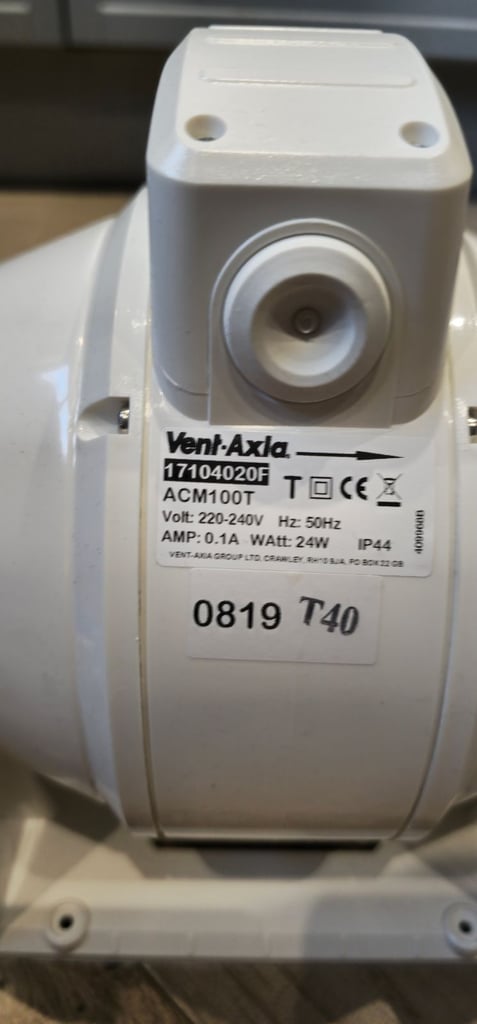 Vent-Axia
17104020F
ACM100T
T CE
Volt: 220-240V Hz: 50Hz
AMP: 0.1A WAtt: 24W IP44
VENT-AXIA GROUP LTD, CRAWLEY, RH10 9JA, PO BOX 22 GB
0819 T40